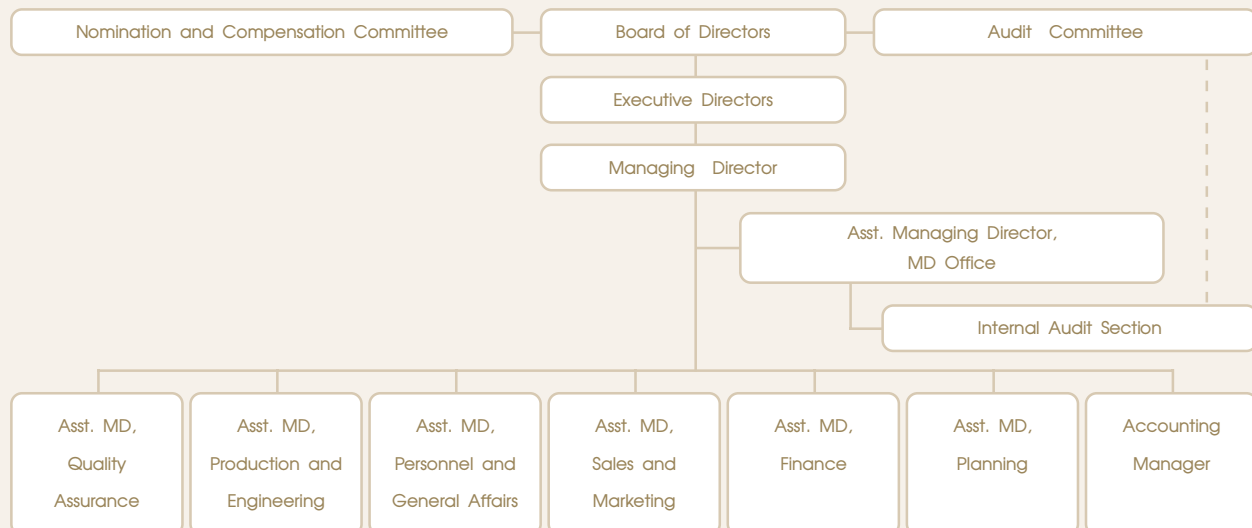 Nomination and Compensation Committee
Board of Directors
Audit Committee
Executive Directors
Managing Director
Asst. Managing Director,
MD Office
Internal Audit Section
Asst. MD,
Quality
Assurance
Asst. MD,
Production and
Engineering
Asst. MD,
Personnel and
General Affairs
Asst. MD,
Sales and
Marketing
Asst. MD,
Finance
Asst. MD,
Planning
Accounting
Manager